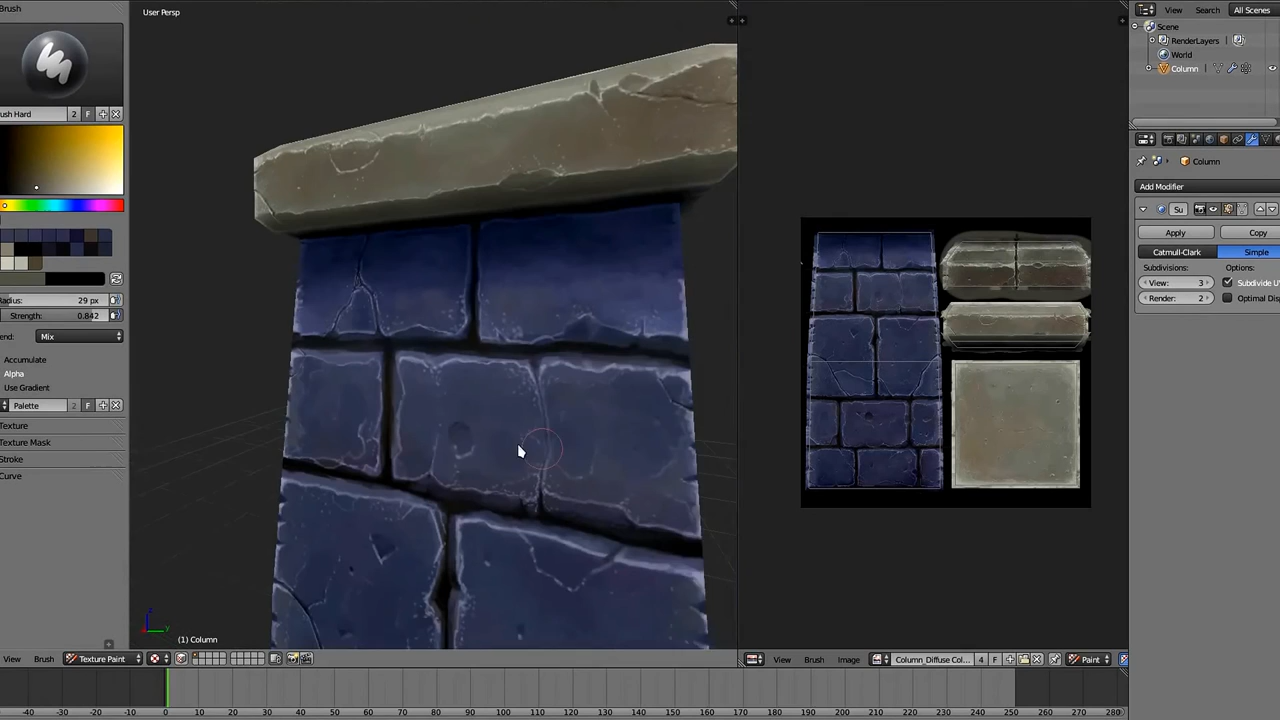 Brush
User Persp
View Search All Scenes
Scene
RenderLayers
World
Column
ush Hard 2 F
Column
Add Modifier
Su
Apply Copy
Catmull-Clark Simple
Subdivisions: Options:
View: 3 Subdivide U
Render: 2 Optimal Dis
Radius: 29 px
Strength: 0.842
end: Mix
Accumulate
Alpha
Use Gradient
Palette 2 F
Texture
Texture Mask
Stroke
Curve
z
y
(1) Column
View Brush Texture Paint
View Brush Image Column_Diffuse Col... 4 F Paint
-40 -30 -20 -10 0 10 20 30 40 50 60 70 80 90 100 110 120 130 140 150 160 170 180 190 200 210 220 230 240 250 260 270 280